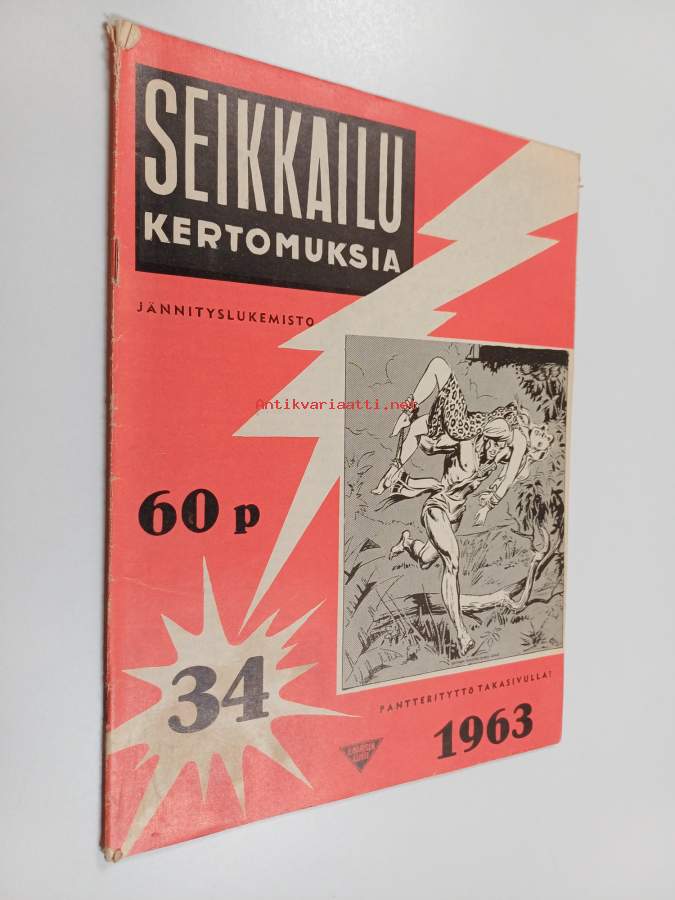 SEIKKAILU
KERTOMUKSIA
JÄNNITYSLUKEMISTO
Antikvariaatti.net
60 p
34
PANTTERITYTTÖ TAKASIVULLA!
1963